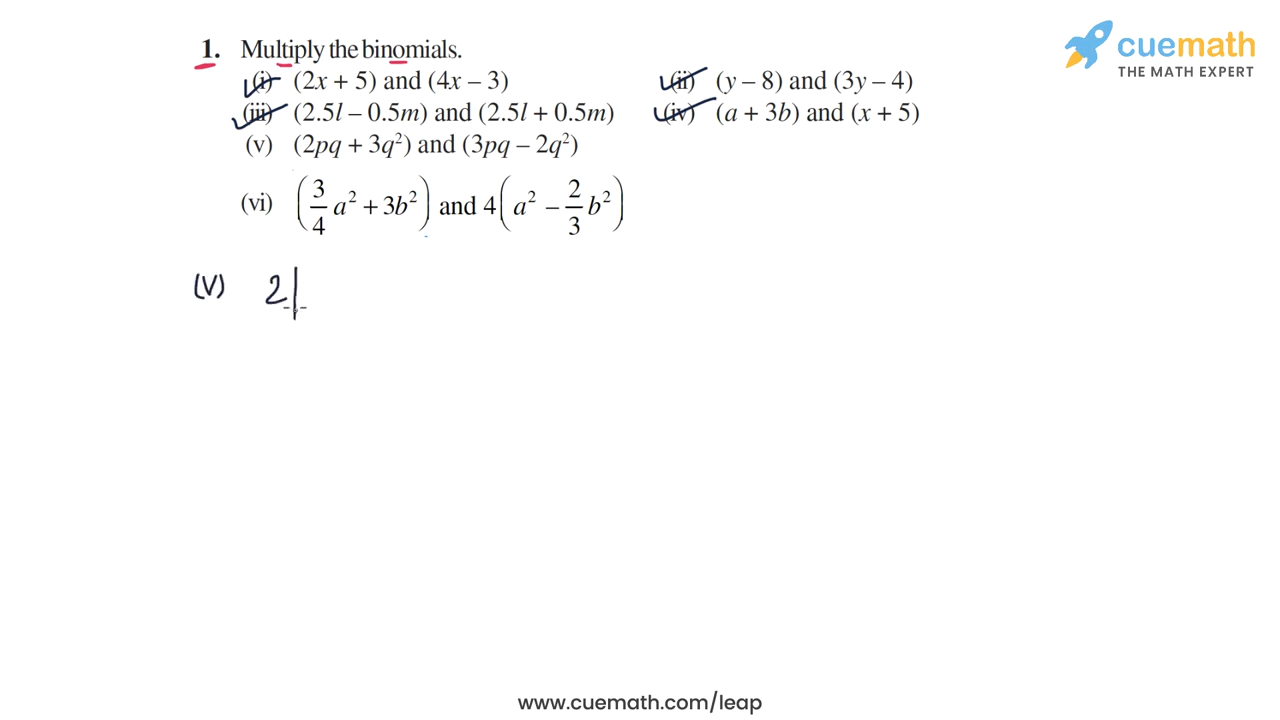 1. Multiply the binomials.
(i) (2x + 5) and (4x – 3) (ii) (y – 8) and (3y – 4)
(iii) (2.5l – 0.5m) and (2.5l + 0.5m) (iv) (a + 3b) and (x + 5)
(v) (2pq + 3q²) and (3pq – 2q²)
(vi) (3/4 a² + 3b²) and 4(a² – 2/3 b²)
(V) 2
cuemath
THE MATH EXPERT
www.cuemath.com/leap